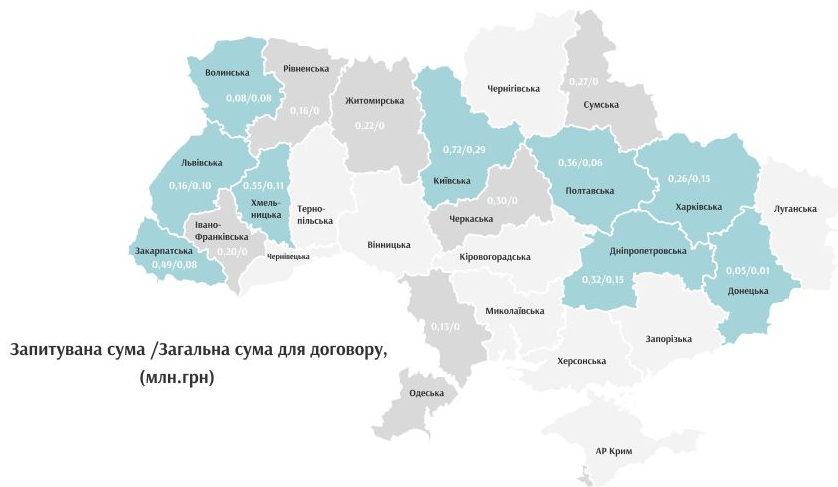 Волинська
0,08/0,08
Рівненська
0,16/0
Житомирська
0,22/0
Чернігівська
0,27/0
Сумська
Львівська
0,16/0,10
0,55/0,11
Хмель-
ницька
0,72/0,29
Київська
0,36/0,06
Полтавська
0,26/0,15
Харківська
Луганська
Івано-
Франківська
0,20/0
Терно-
пільська
0,30/0
Черкаська
Закарпатська
0,49/0,08
Чернівецька
Вінницька
Кіровогородська
Дніпропетровська
0,32/0,15
0,05/0,01
Донецька
Миколаївська
0,13/0
Запорізька
Херсонська
Одеська
АР Крим
Запитувана сума /Загальна сума для договору,
(млн.грн)